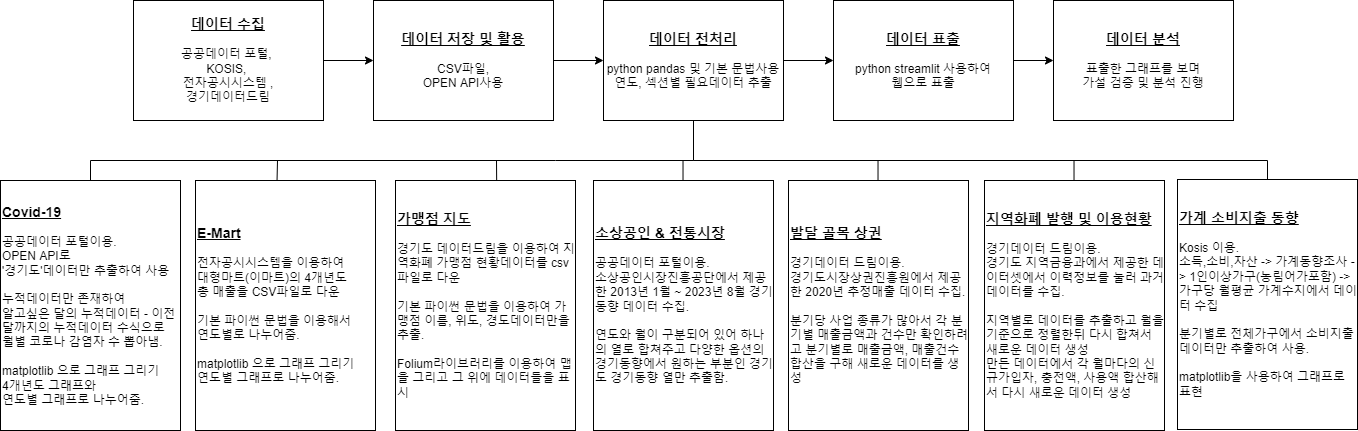 데이터 수집
공공데이터 포털,
KOSIS,
전자공시시스템 ,
경기데이터드림
데이터 저장 및 활용
CSV파일,
OPEN API사용
데이터 전처리
python pandas 및 기본 문법사용
연도, 섹션별 필요데이터 추출
데이터 표출
python streamlit 사용하여
웹으로 표출
데이터 분석
표출한 그래프를 보며
가설 검증 및 분석 진행
Covid-19
공공데이터 포털이용.
OPEN API로
'경기도'데이터만 추출하여 사용
누적데이터만 존재하여
알고싶은 달의 누적데이터 - 이전
달까지의 누적데이터 수식으로
월별 코로나 감염자 수 뽑아냄.
matplotlib 으로 그래프 그리기
4개년도 그래프와
연도별 그래프로 나누어줌.
E-Mart
전자공시시스템을 이용하여
대형마트(이마트)의 4개년도
총 매출을 CSV파일로 다운
기본 파이썬 문법을 이용해서
연도별로 나누어줌.
matplotlib 으로 그래프 그리기
연도별 그래프로 나누어줌.
가맹점 지도
경기도 데이터드림을 이용하여 지
역화폐 가맹점 현황데이터를 csv
파일로 다운
기본 파이썬 문법을 이용하여 가
맹점 이름, 위도, 경도데이터만을
추출.
Folium라이브러리를 이용하여 맵
을 그리고 그 위에 데이터들을 표
시
소상공인 & 전통시장
공공데이터 포털이용.
소상공인시장진흥공단에서 제공
한 2013년 1월 ~ 2023년 8월 경기
동향 데이터 수집.
연도와 월이 구분되어 있어 하나
의 열로 합쳐주고 다양한 옵션의
경기동향에서 원하는 부분인 경기
도 경기동향 열만 추출함.
발달 골목 상권
경기데이터 드림이용.
경기도시장상권진흥원에서 제공
한 2020년 추정매출 데이터 수집.
분기당 사업 종류가 많아서 각 분
기별 매출금액과 건수만 확인하려
고 분기별로 매출금액, 매출건수
합산을 구해 새로운 데이터를 생
성
지역화폐 발행 및 이용현황
경기데이터 드림이용.
경기도 지역금융과에서 제공한 데
이터셋에서 이력정보를 눌러 과거
데이터를 수집.
지역별로 데이터를 추출하고 월을
기준으로 정렬한뒤 다시 합쳐서
새로운 데이터 생성
만든 데이터에서 각 월마다의 신
규가입자, 충전액, 사용액 합산해
서 다시 새로운 데이터 생성
가계 소비지출 동향
Kosis 이용.
소득,소비,자산 -> 가계동향조사 -
> 1인이상가구(농림어가포함) ->
가구당 월평균 가계수지에서 데이
터 수집
분기별로 전체가구에서 소비지출
데이터만 추출하여 사용.
matplotlib을 사용하여 그래프로
표현